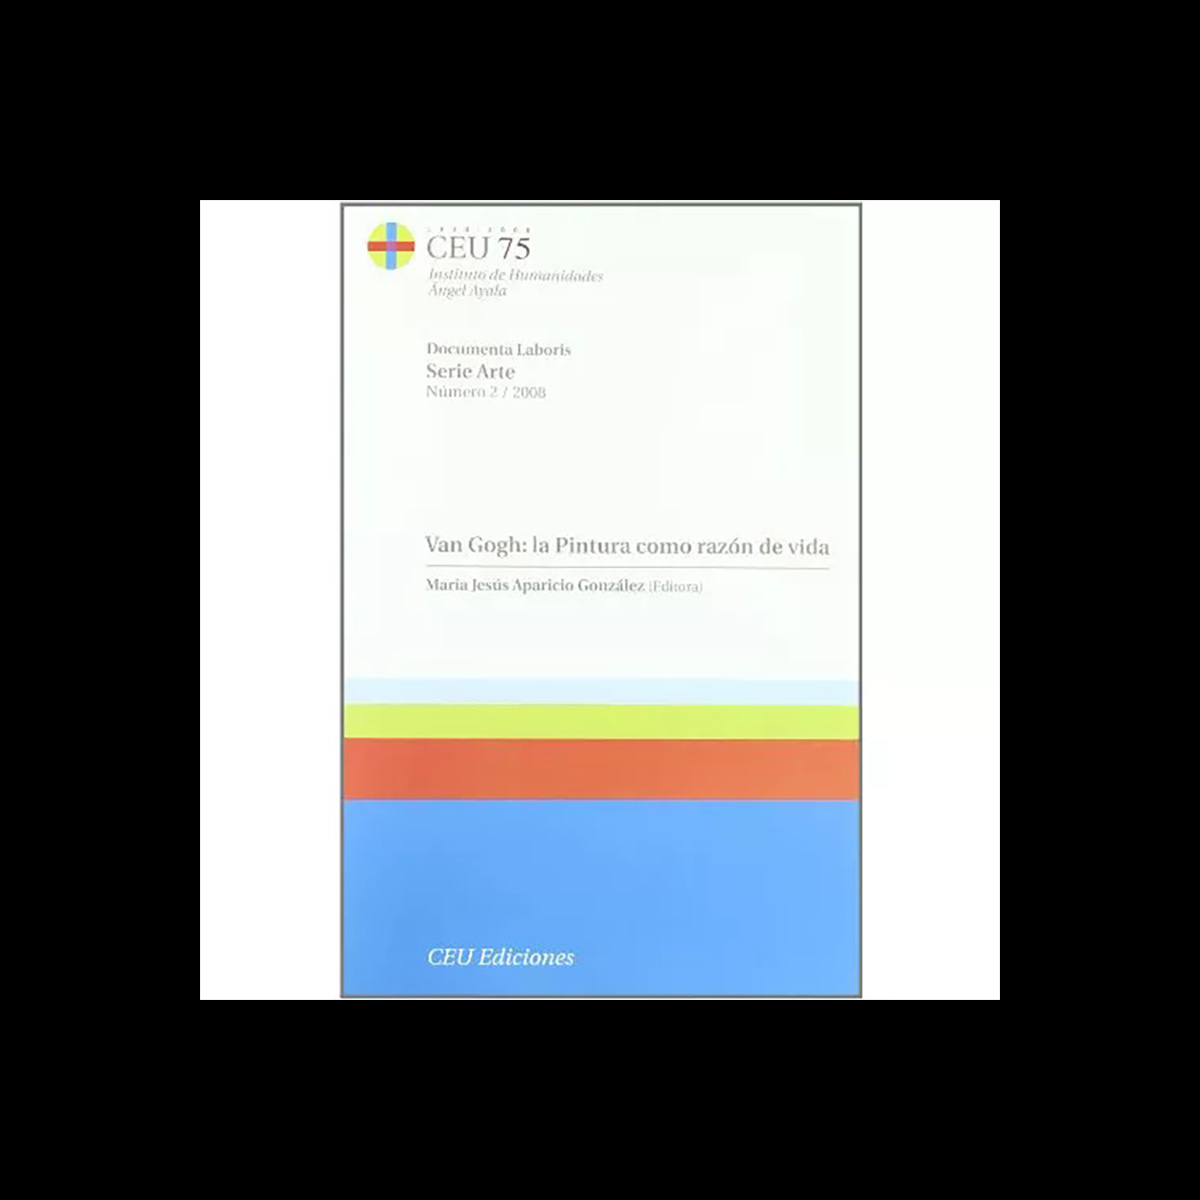 CEU 75
Instituto de Humanidades
Ángel Ayala
Documenta Laboris
Serie Arte
Número 2 / 2008
Van Gogh: la Pintura como razón de vida
María Jesús Aparicio González (Editora)
CEU Ediciones